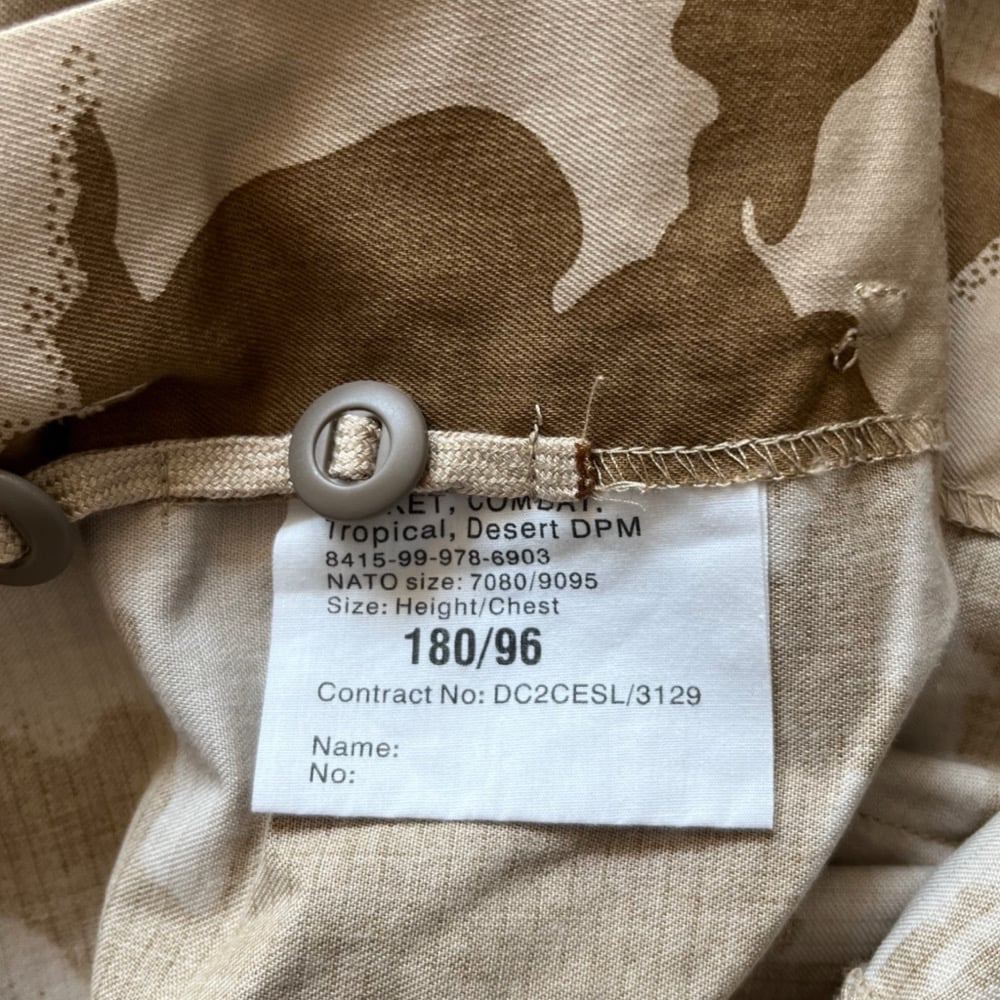 COMBAT:
Tropical, Desert DPM
8415-99-978-6903
NATO size: 7080/9095
Size: Height/Chest
180/96
Contract No: DC2CESL/3129
Name:
No: